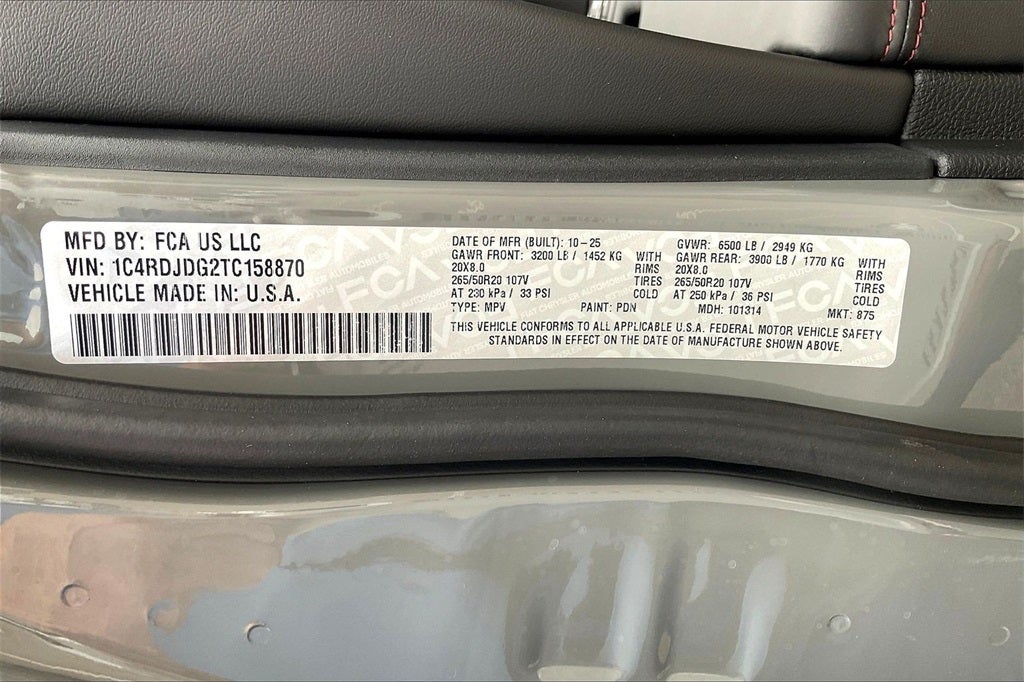 MFD BY: FCA US LLC
VIN: 1C4RDJDG2TC158870
VEHICLE MADE IN: U.S.A.
DATE OF MFR (BUILT): 10-25 GVWR: 6500 LB / 2949 KG
GAWR FRONT: 3200 LB / 1452 KG WITH GAWR REAR: 3900 LB / 1770 KG WITH
20X8.0 RIMS 20X8.0 RIMS
265/50R20 107V TIRES 265/50R20 107V TIRES
AT 230 kPa / 33 PSI COLD AT 250 kPa / 36 PSI COLD
TYPE: MPV PAINT: PDN MDH: 101314 MKT: 875
THIS VEHICLE CONFORMS TO ALL APPLICABLE U.S.A. FEDERAL MOTOR VEHICLE SAFETY
STANDARDS IN EFFECT ON THE DATE OF MANUFACTURE SHOWN ABOVE.